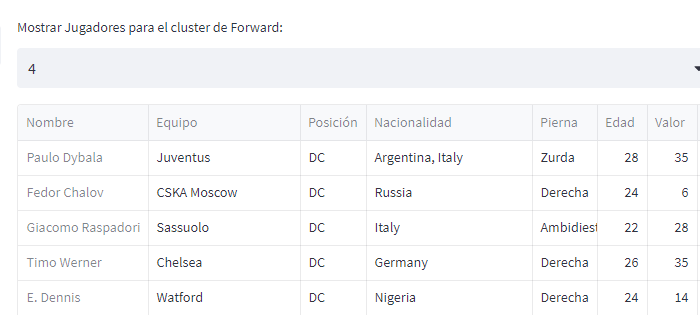 Mostrar Jugadores para el cluster de Forward:
4
Nombre Equipo Posición Nacionalidad Pierna Edad Valor
Paulo Dybala Juventus DC Argentina, Italy Zurda 28 35
Fedor Chalov CSKA Moscow DC Russia Derecha 24 6
Giacomo Raspadori Sassuolo DC Italy Ambidiest 22 28
Timo Werner Chelsea DC Germany Derecha 26 35
E. Dennis Watford DC Nigeria Derecha 24 14